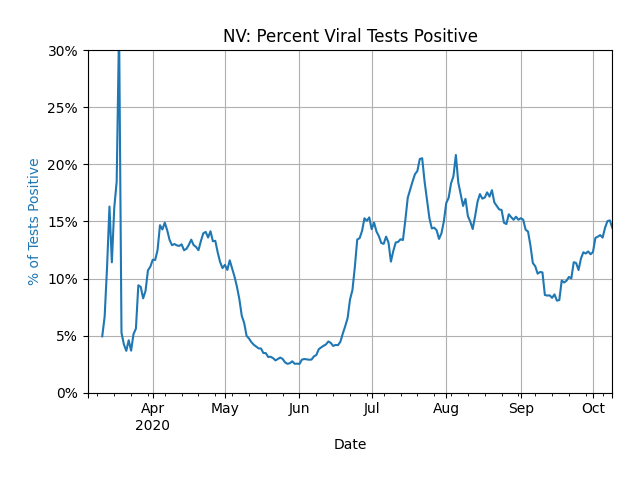 NV: Percent Viral Tests Positive
30%
25%
20%
15%
10%
5%
0%
% of Tests Positive
Apr May Jun Jul Aug Sep Oct
2020
Date